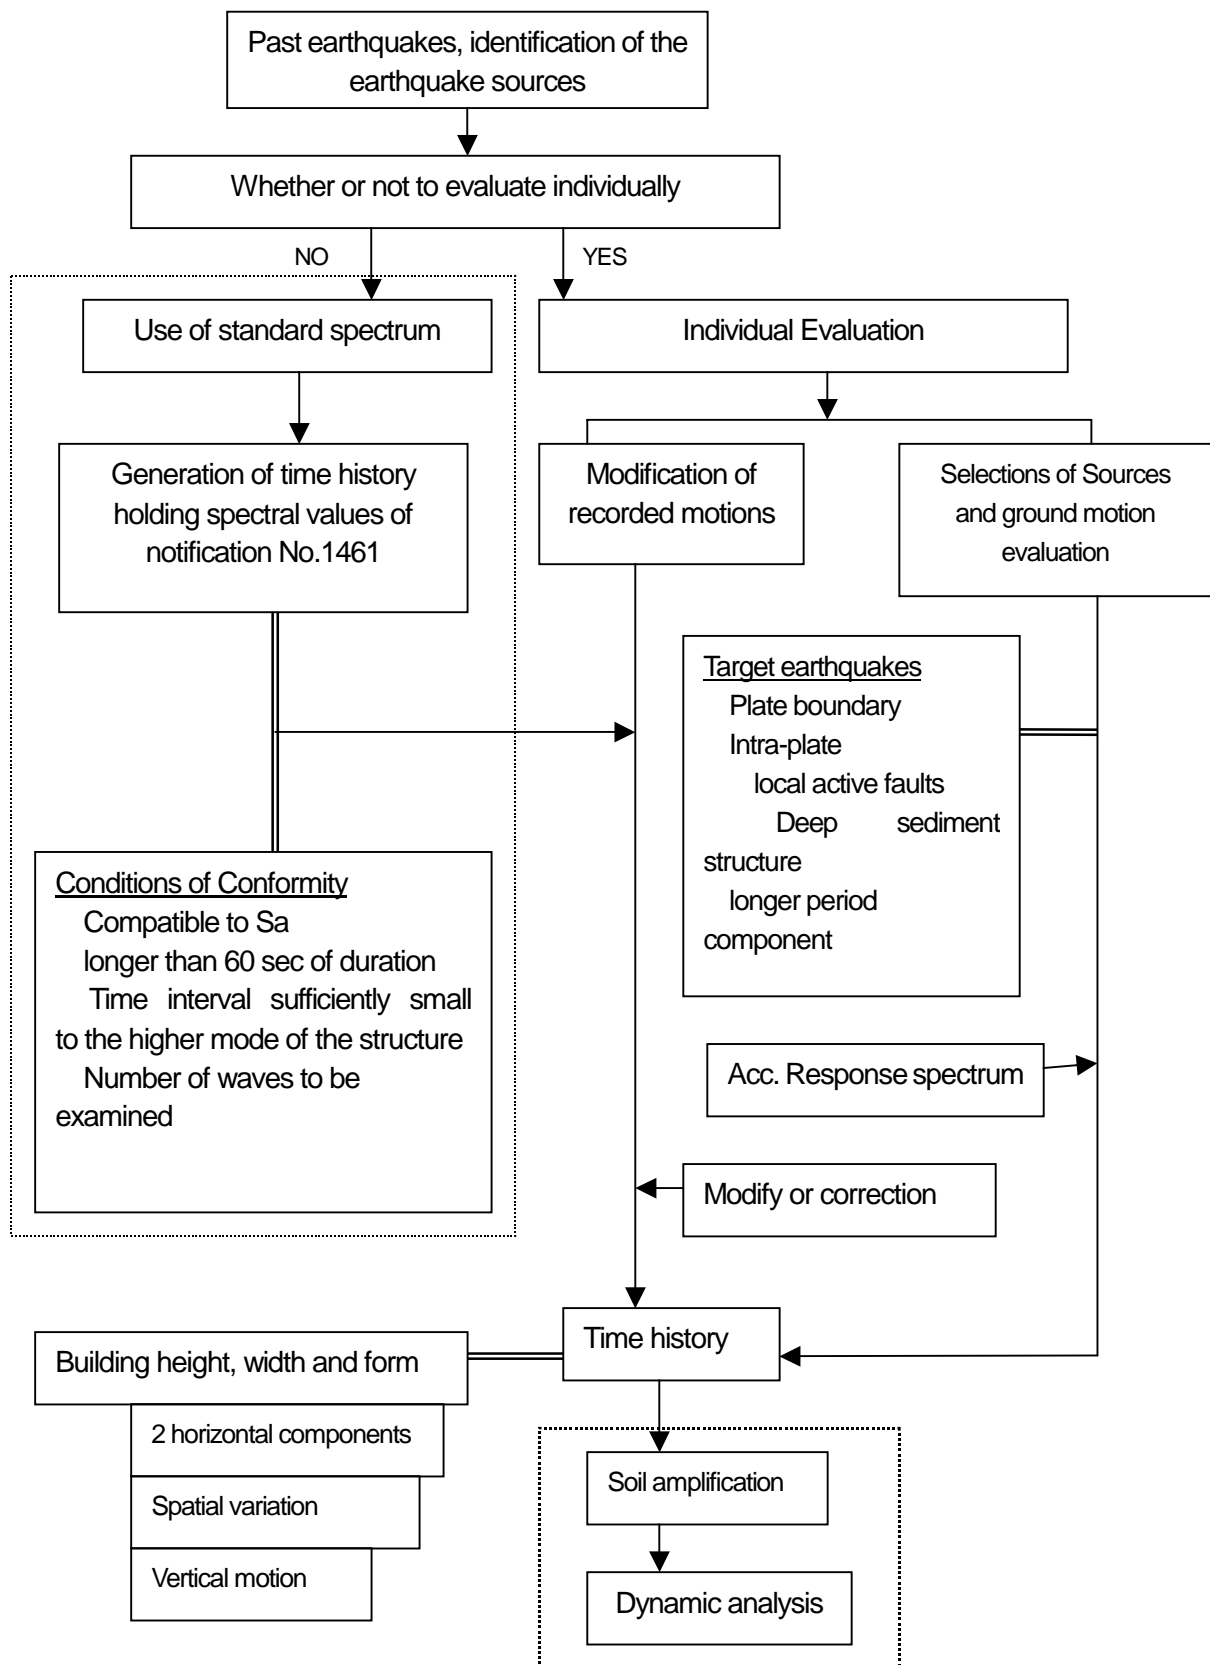 Past earthquakes, identification of the
earthquake sources
Whether or not to evaluate individually
NO
YES
Use of standard spectrum
Individual Evaluation
Generation of time history
holding spectral values of
notification No.1461
Modification of
recorded motions
Selections of Sources
and ground motion
evaluation
Target earthquakes
Plate boundary
Intra-plate
local active faults
Deep sediment
structure
longer period
component
Conditions of Conformity
Compatible to Sa
longer than 60 sec of duration
Time interval sufficiently small
to the higher mode of the structure
Number of waves to be
examined
Acc. Response spectrum
Modify or correction
Time history
Building height, width and form
2 horizontal components
Spatial variation
Vertical motion
Soil amplification
Dynamic analysis